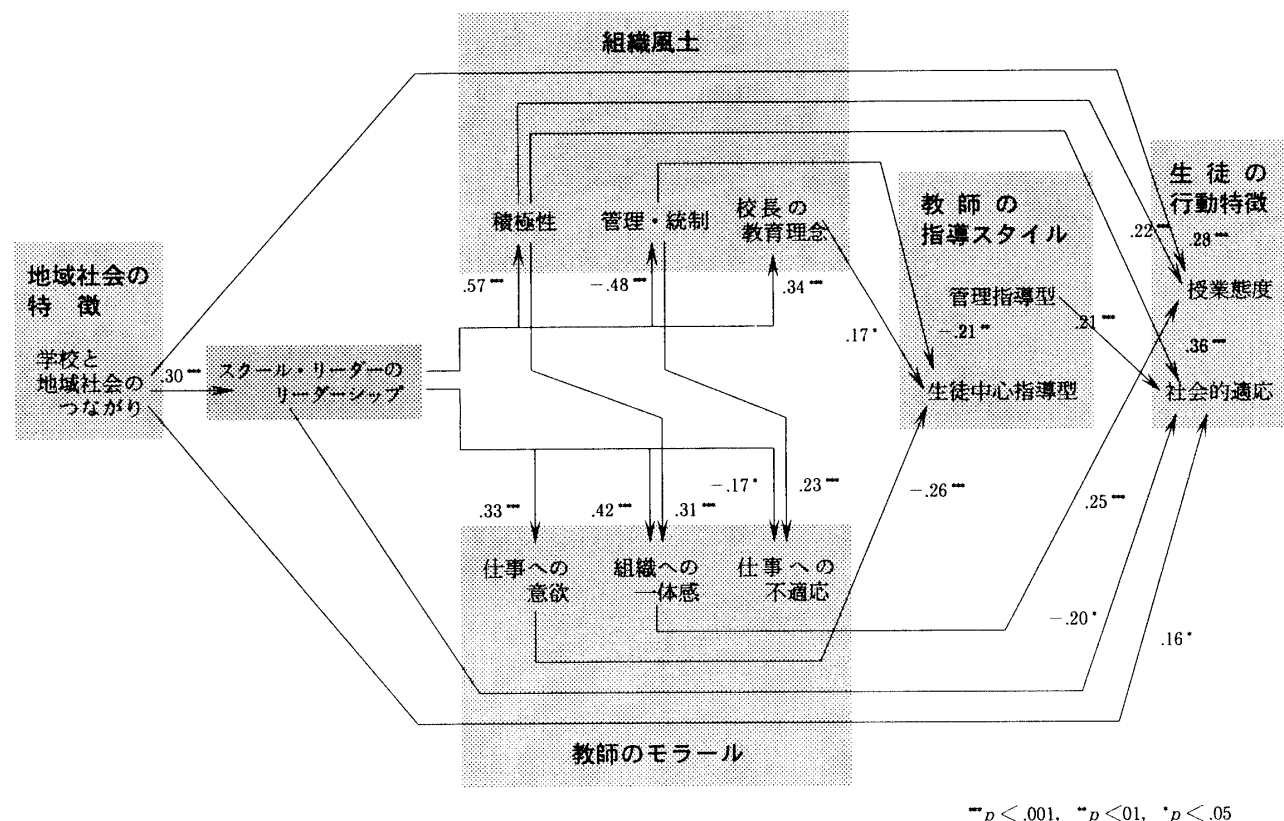 組織風土
生徒の
行動特徴
教師の
指導スタイル
積極性
管理・統制
校長の
教育理念
地域社会の
特徴
学校と
地域社会の
つながり
.30***
スクール・リーダーの
リーダーシップ
.57***
-.48***
.34***
.17*
-.21**
管理指導型
生徒中心指導型
.22***
.28***
授業態度
.21***
.36***
社会的適応
.33***
.42***
.31***
-.17*
.23***
-.26***
.25***
-.20*
.16*
仕事への
意欲
組織への
一体感
仕事への
不適応
教師のモラール
***p < .001, **p <01, *p < .05